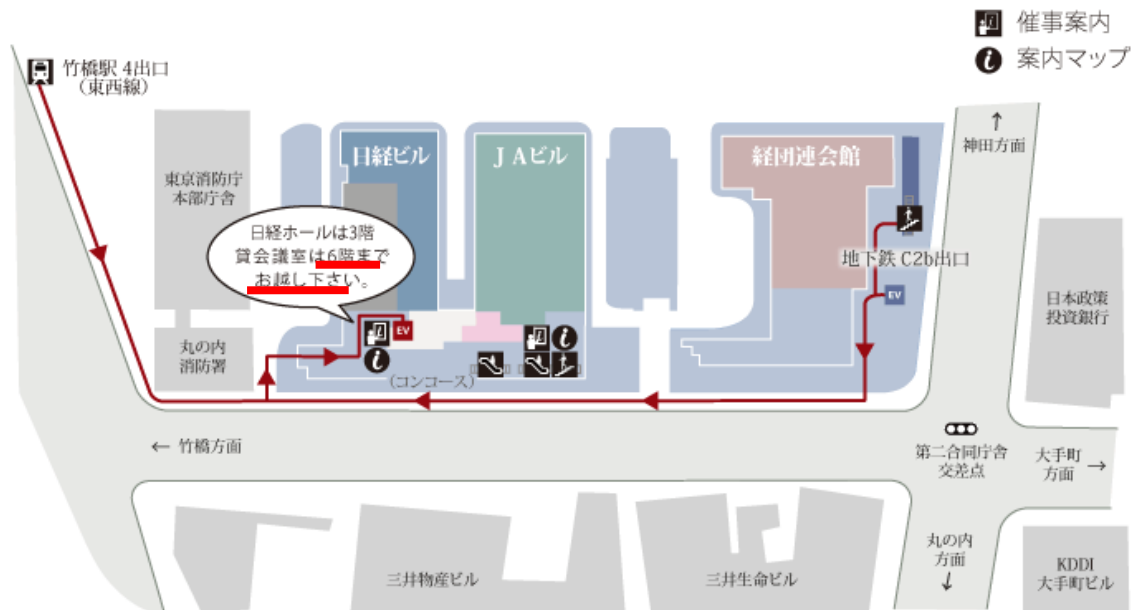 催事案内
案内マップ
竹橋駅 4出口
（東西線）
神田方面
東京消防庁
本部庁舎
日経ビル
JAビル
経団連会館
日経ホールは3階
貸会議室は6階まで
お越し下さい。
地下鉄 C2b出口
EV
日本政策
投資銀行
丸の内
消防署
EV
（コンコース）
← 竹橋方面
第二合同庁舎
交差点
大手町
方面 →
三井物産ビル
三井生命ビル
丸の内
方面
↓
KDDI
大手町ビル